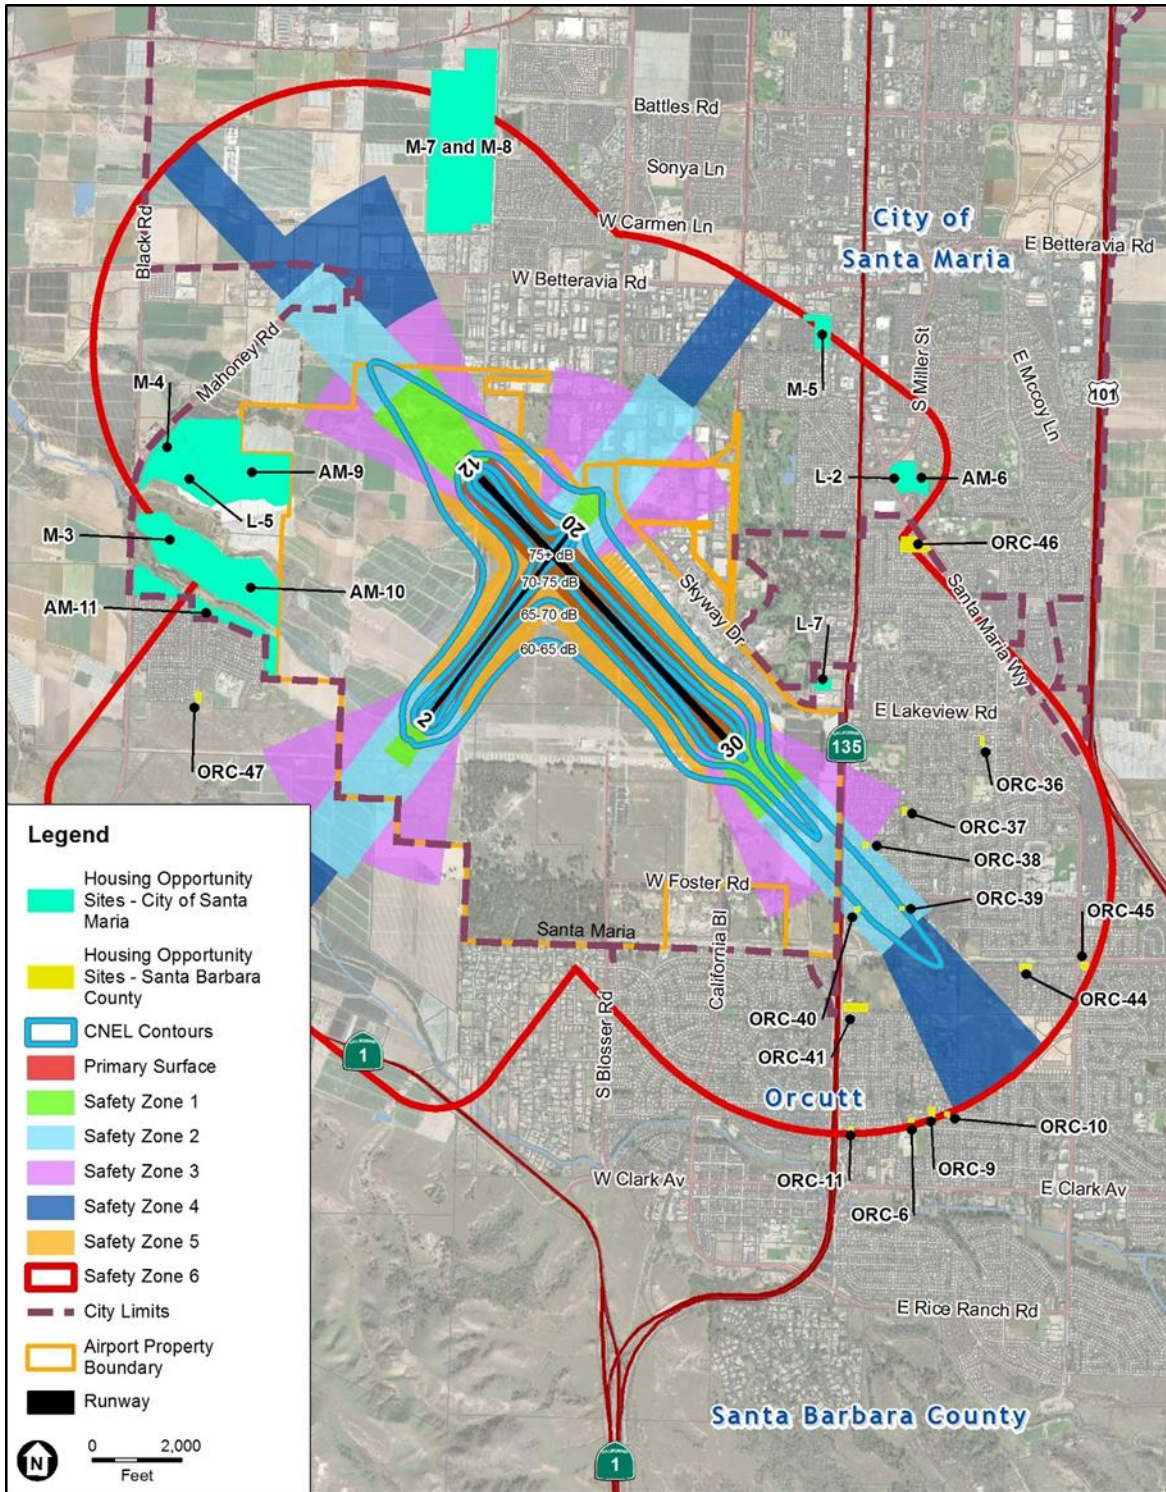 Battles Rd
M-7 and M-8
Sonya Ln
W Carmen Ln
City of
Santa Maria
E Betteravia Rd
Black Rd
W Betteravia Rd
Mahoney Rd
M-4
M-5
S Miller St
E Mccoy Ln
101
AM-9
L-5
12
L-2
AM-6
M-3
20
ORC-46
75+ dB
70-75 dB
65-70 dB
60-65 dB
AM-10
AM-11
Skyway Dr
Santa Maria Wy
L-7
2
30
E Lakeview Rd
CALIFORNIA
135
ORC-47
ORC-36
ORC-37
ORC-38
W Foster Rd
ORC-39
ORC-45
Santa Maria
California Bl
S Blosser Rd
ORC-44
ORC-40
ORC-41
CALIFORNIA
1
Orcutt
ORC-10
ORC-9
ORC-11
W Clark Av
E Clark Av
ORC-6
E Rice Ranch Rd
Santa Barbara County
CALIFORNIA
1
Legend
Housing Opportunity
Sites - City of Santa
Maria
Housing Opportunity
Sites - Santa Barbara
County
CNEL Contours
Primary Surface
Safety Zone 1
Safety Zone 2
Safety Zone 3
Safety Zone 4
Safety Zone 5
Safety Zone 6
City Limits
Airport Property
Boundary
Runway
N
0 2,000
Feet